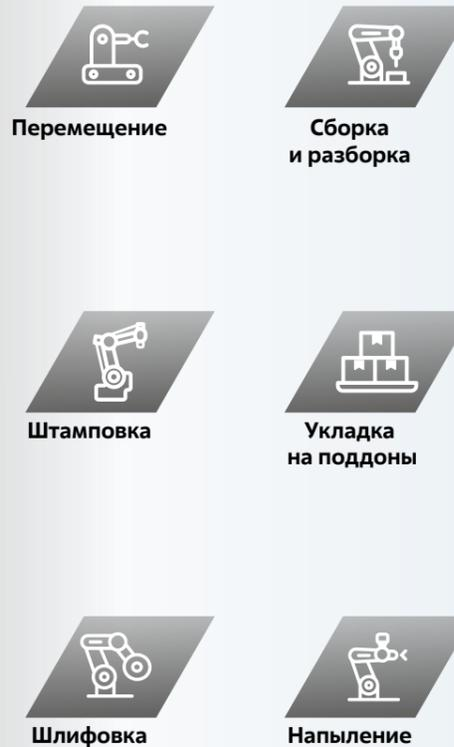 Перемещение
Сборка
и разборка
Штамповка
Укладка
на поддоны
Шлифовка
Напыление